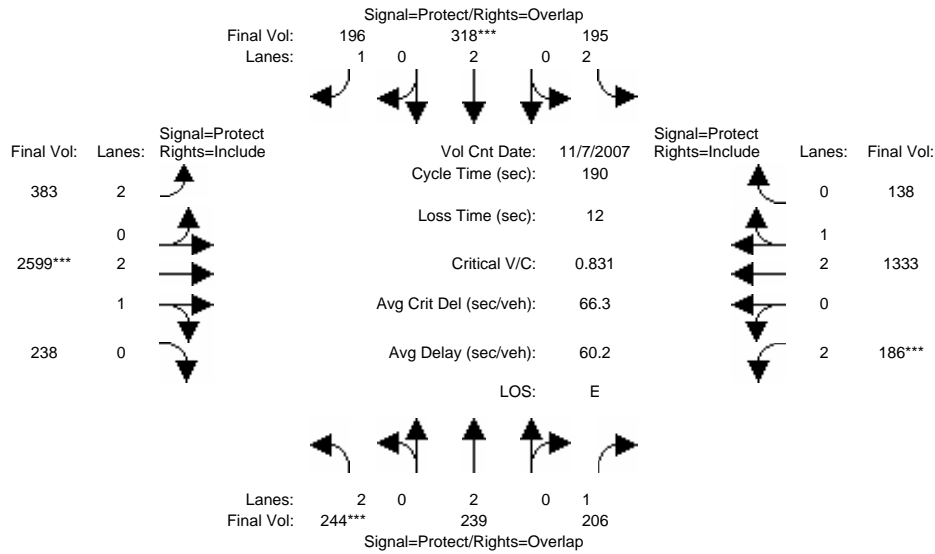 Signal=Protect/Rights=Overlap
Final Vol: 196 318*** 195
Lanes: 1 0 2 0 2
Signal=Protect
Final Vol: Lanes: Rights=Include
Vol Cnt Date: 11/7/2007
Signal=Protect
Rights=Include Lanes: Final Vol:
Cycle Time (sec): 190
383 2
0 138
Loss Time (sec): 12
0
1
2599*** 2
Critical V/C: 0.831
2 1333
1
Avg Crit Del (sec/veh): 66.3
0
238 0
Avg Delay (sec/veh): 60.2
2 186***
LOS: E
Lanes: 2 0 2 0 1
Final Vol: 244*** 239 206
Signal=Protect/Rights=Overlap